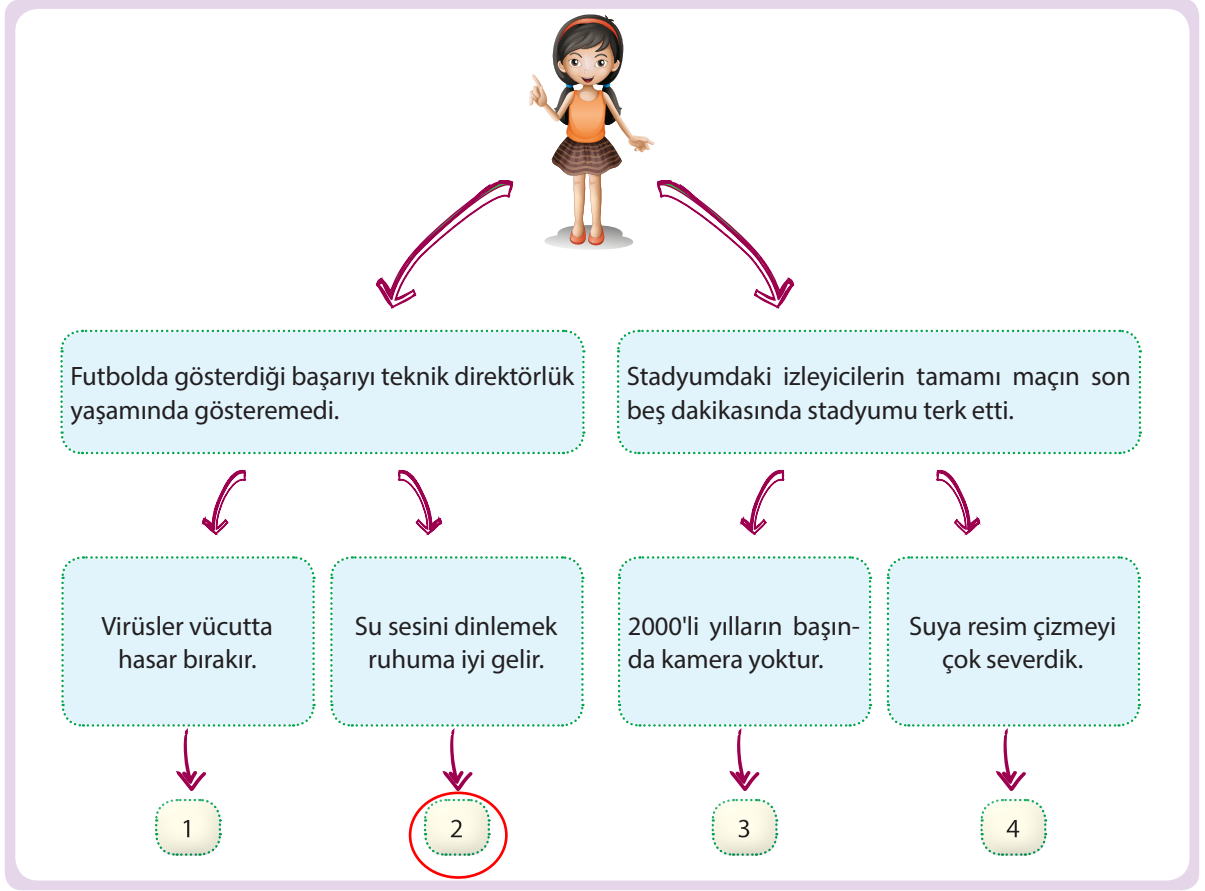 Futbolda gösterdiği başarıyı teknik direktörlük
yaşamında gösteremedi.
Stadyumdaki izleyicilerin tamamı maçın son
beş dakikasında stadyumu terk etti.
Virüsler vücutta
hasar bırakır.
Su sesini dinlemek
ruhuma iyi gelir.
2000'li yılların başın-
da kamera yoktur.
Suya resim çizmeyi
çok severdik.
1
2
3
4